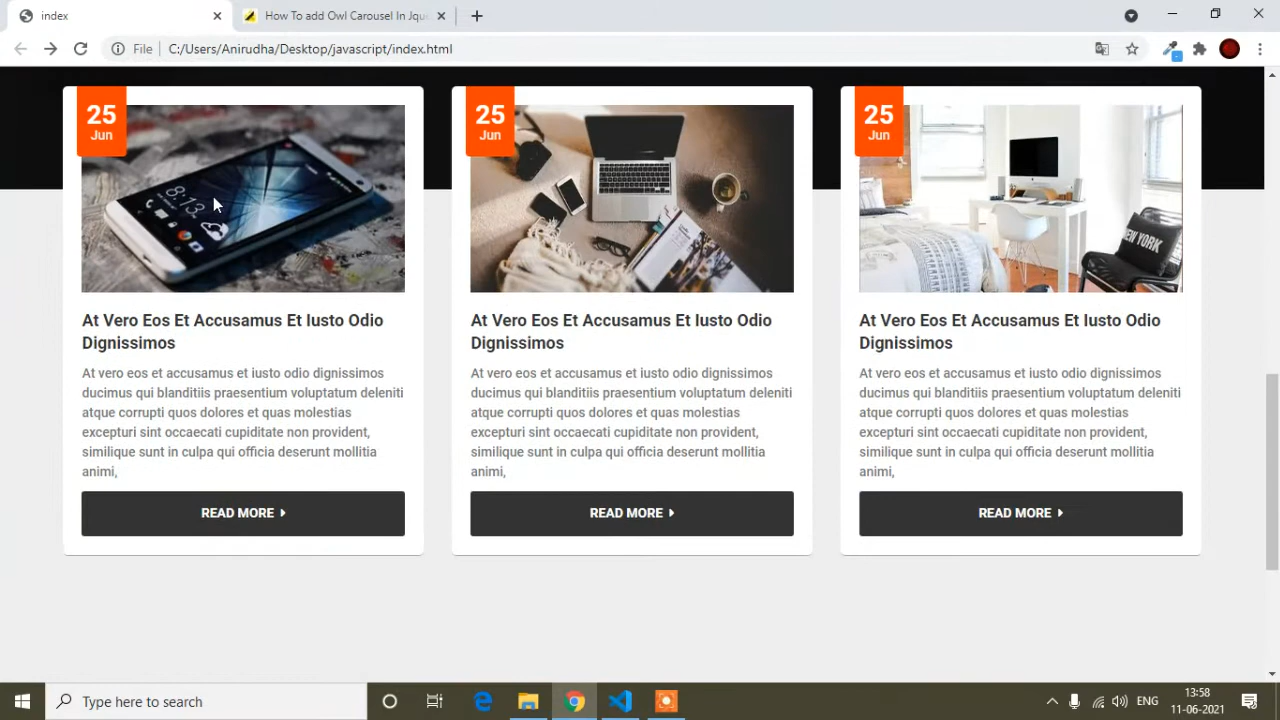 index
How To add Owl Carousel In Jque
File
C:/Users/Anirudha/Desktop/javascript/index.html
25
Jun
25
Jun
25
Jun
8:13
NEW YORK
At Vero Eos Et Accusamus Et Iusto Odio
Dignissimos
At vero eos et accusamus et iusto odio dignissimos
ducimus qui blanditiis praesentium voluptatum deleniti
atque corrupti quos dolores et quas molestias
excepturi sint occaecati cupiditate non provident,
similique sunt in culpa qui officia deserunt mollitia
animi,
READ MORE
At Vero Eos Et Accusamus Et Iusto Odio
Dignissimos
At vero eos et accusamus et iusto odio dignissimos
ducimus qui blanditiis praesentium voluptatum deleniti
atque corrupti quos dolores et quas molestias
excepturi sint occaecati cupiditate non provident,
similique sunt in culpa qui officia deserunt mollitia
animi,
READ MORE
At Vero Eos Et Accusamus Et Iusto Odio
Dignissimos
At vero eos et accusamus et iusto odio dignissimos
ducimus qui blanditiis praesentium voluptatum deleniti
atque corrupti quos dolores et quas molestias
excepturi sint occaecati cupiditate non provident,
similique sunt in culpa qui officia deserunt mollitia
animi,
READ MORE
Type here to search
ENG
13:58
11-06-2021